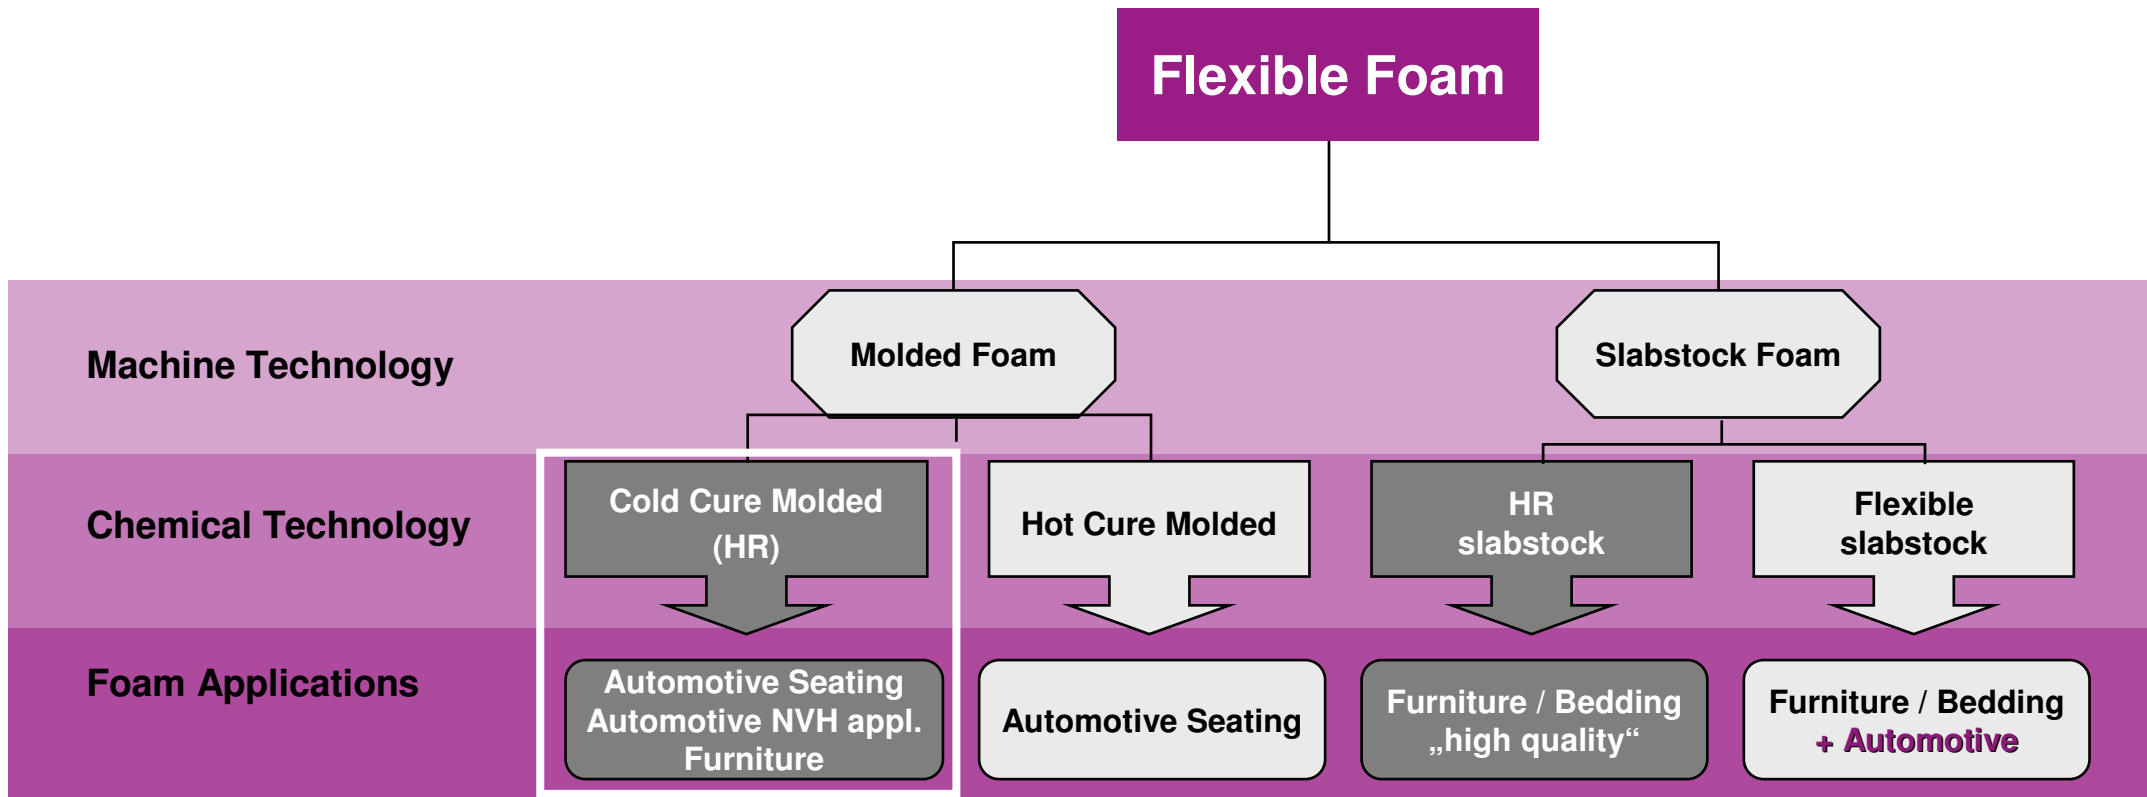 Flexible Foam
Machine Technology
Molded Foam
Slabstock Foam
Chemical Technology
Cold Cure Molded
(HR)
Hot Cure Molded
HR
slabstock
Flexible
slabstock
Foam Applications
Automotive Seating
Automotive NVH appl.
Furniture
Automotive Seating
Furniture / Bedding
„high quality“
Furniture / Bedding
+ Automotive